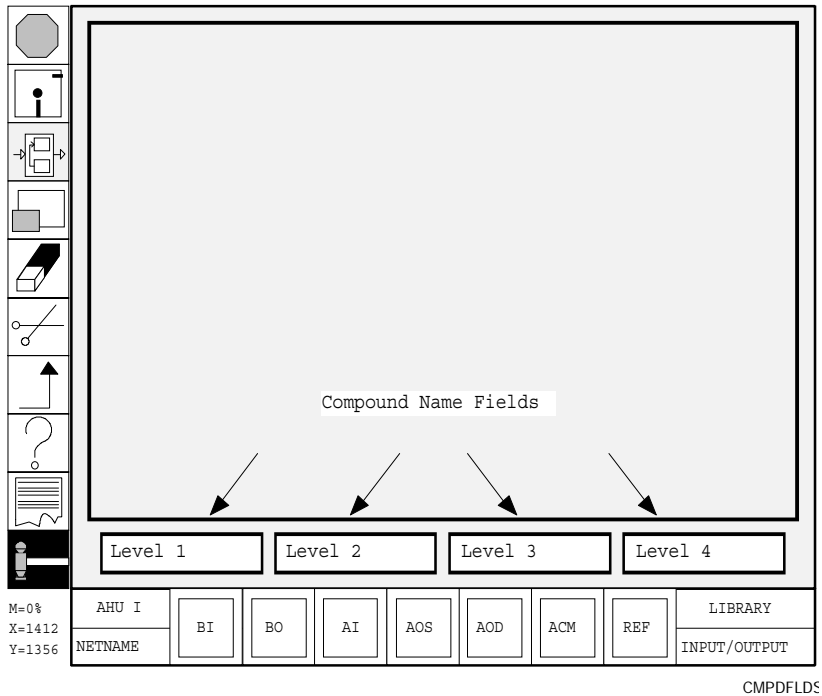 Compound Name Fields
Level 1
Level 2
Level 3
Level 4
M=0%
X=1412
Y=1356
AHU I
NETNAME
BI
BO
AI
AOS
AOD
ACM
REF
LIBRARY
INPUT/OUTPUT
CMPDFLDS